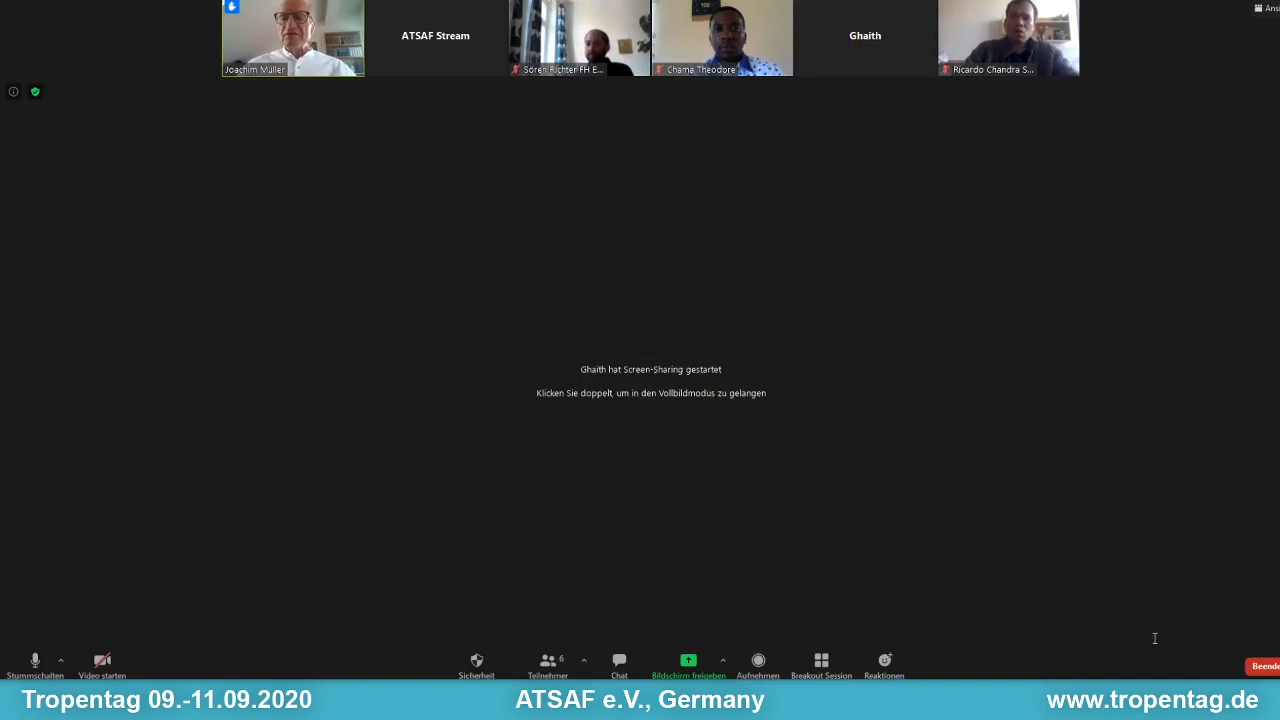 Ansi
Joachim Müller
ATSAF Stream
Sören Richter FH E...
Chama Theodore
Ghaith
Ricardo Chandra S...
Ghaith hat Screen-Sharing gestartet
Klicken Sie doppelt, um in den Vollbildmodus zu gelangen
6
Stummschalten
Video starten
Sicherheit
Teilnehmer
Chat
Bildschirm freigeben
Aufnehmen
Breakout Session
Reaktionen
Beende
Tropentag 09.-11.09.2020
ATSAF e.V., Germany
www.tropentag.de